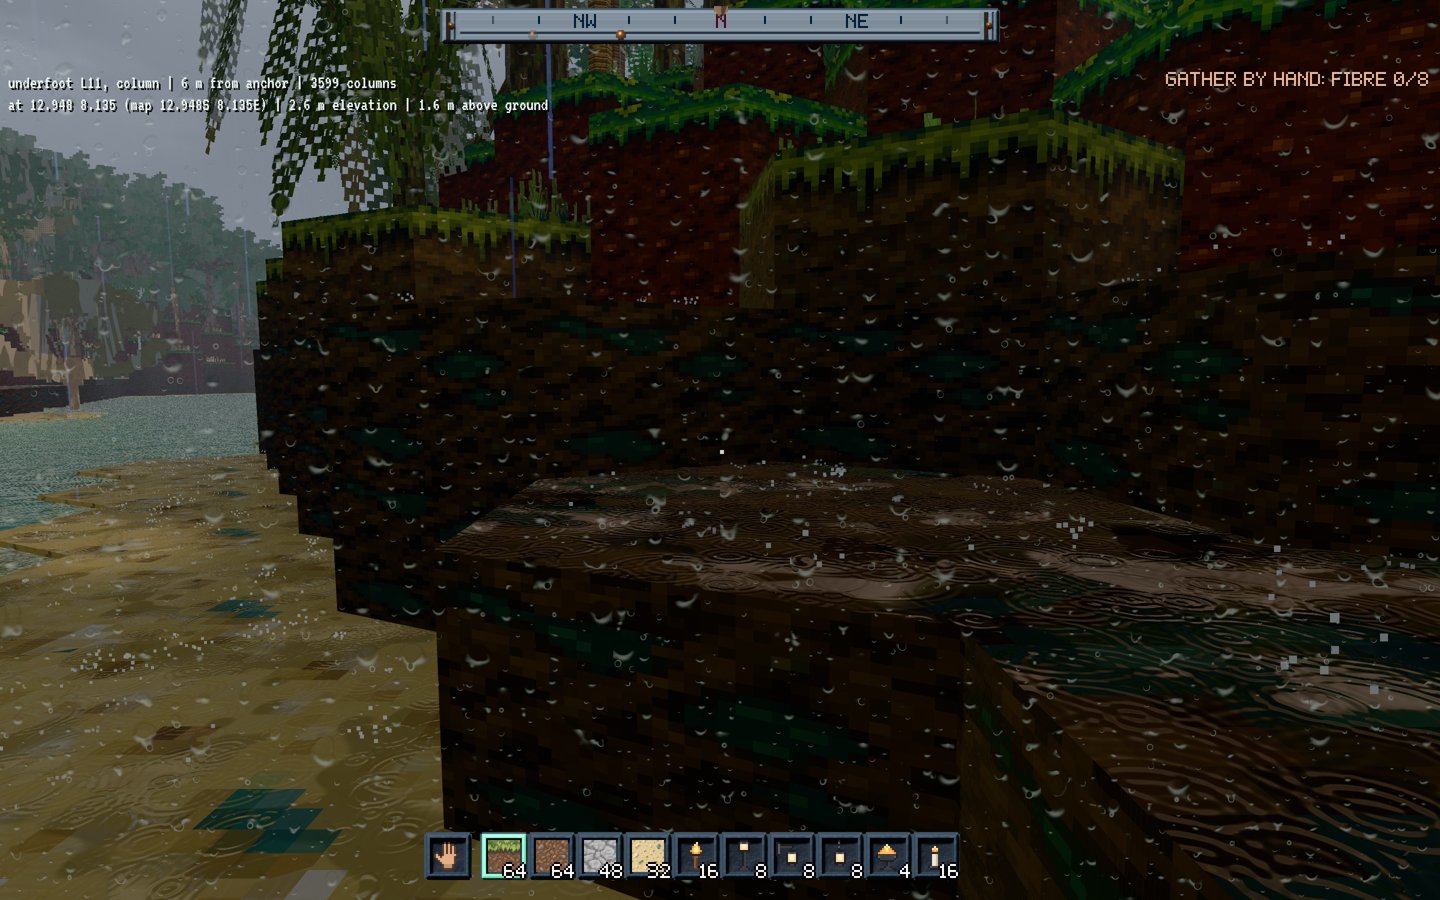 NW N NE
underfoot L11, column | 6 m from anchor | 3599 columns
at 12.948 8.135 (map 12.948S 8.135E) | 2.6 m elevation | 1.6 m above ground
GATHER BY HAND: FIBRE 0/8
64 64 48 32 16 8 8 8 4 16